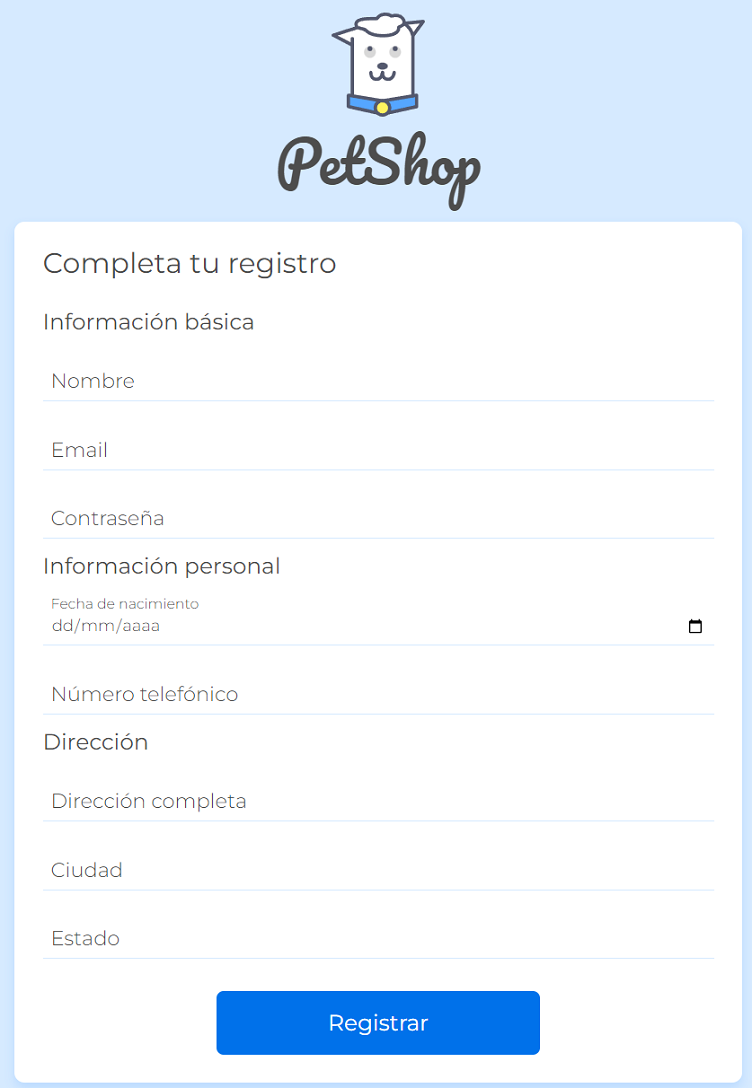 PetShop
Completa tu registro
Información básica
Nombre
Email
Contraseña
Información personal
Fecha de nacimiento
dd/mm/aaaa
Número telefónico
Dirección
Dirección completa
Ciudad
Estado
Registrar